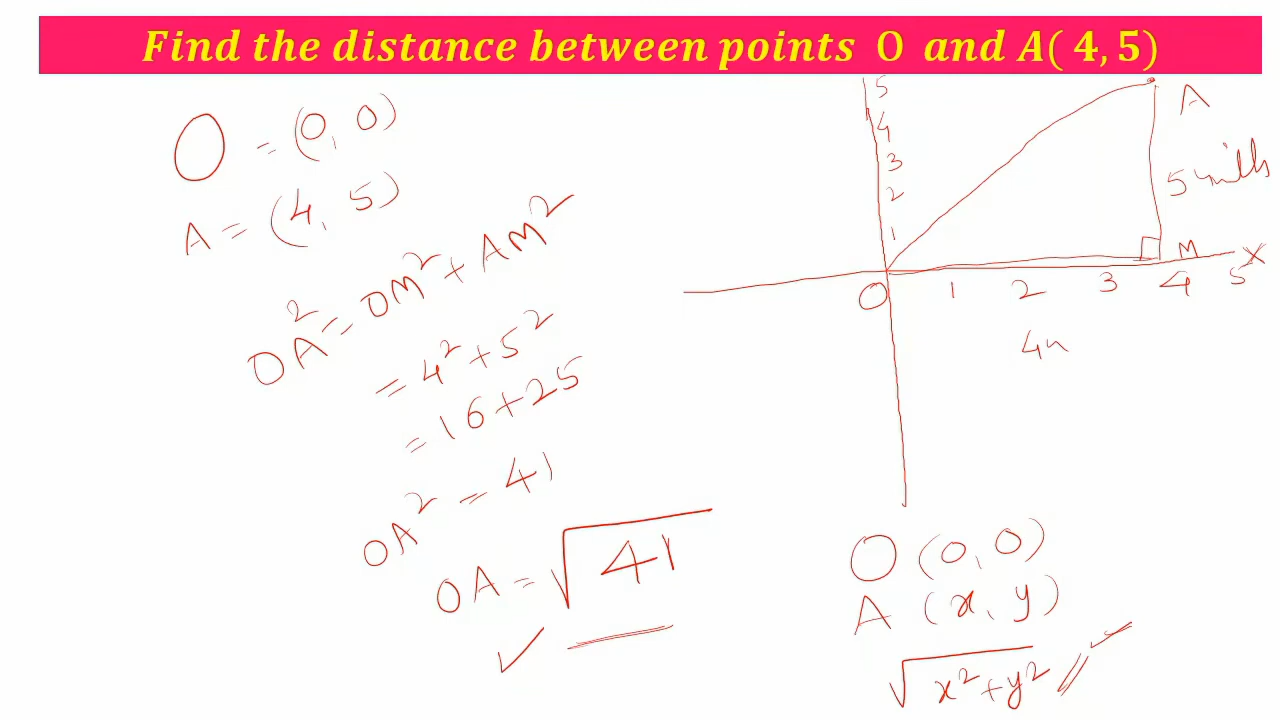 Find the distance between points O and A( 4, 5)
O = (0, 0)
A = (4, 5)
OA² = OM² + AM²
= 4² + 5²
= 16 + 25
OA² = 41
OA = √41
5
4
3
2
1
A
5 units
M
X
O 1 2 3 4 5
4u
O (0, 0)
A (x, y)
√x² + y²